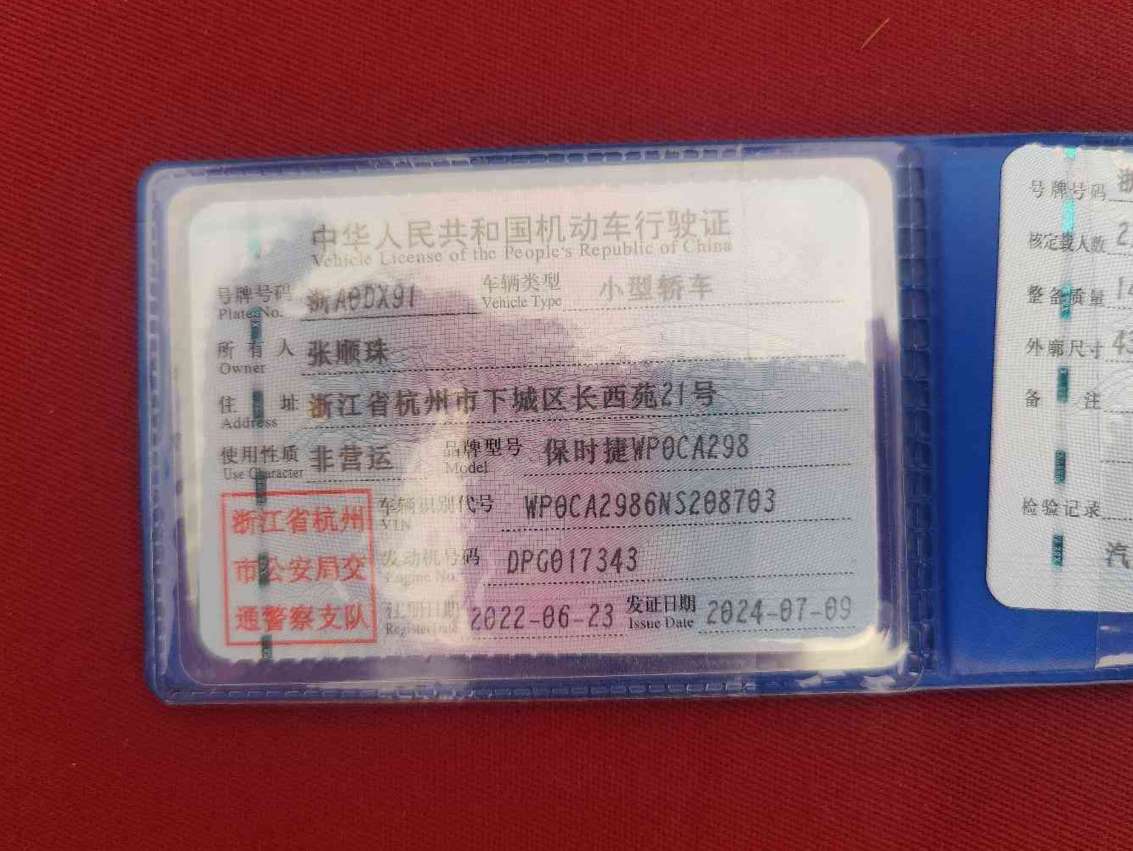 中华人民共和国机动车行驶证
Vehicle License of the People's Republic of China
号牌号码 浙A0DX91 车辆类型 小型轿车
Plate No. Vehicle Type
所有人 张顺珠
Owner
住址 浙江省杭州市下城区长西苑21号
Address
使用性质 非营运 品牌型号 保时捷WP0CA298
Use Character Model
车辆识别代号 WP0CA2986NS208703
VIN
发动机号码 DPG017343
Engine No.
注册日期 2022-06-23 发证日期 2024-07-09
Register Date Issue Date
浙江省杭州
市公安局交
通警察支队
号牌号码 浙
核定载人数 2
整备质量 14
外廓尺寸 43
备注
检验记录
汽